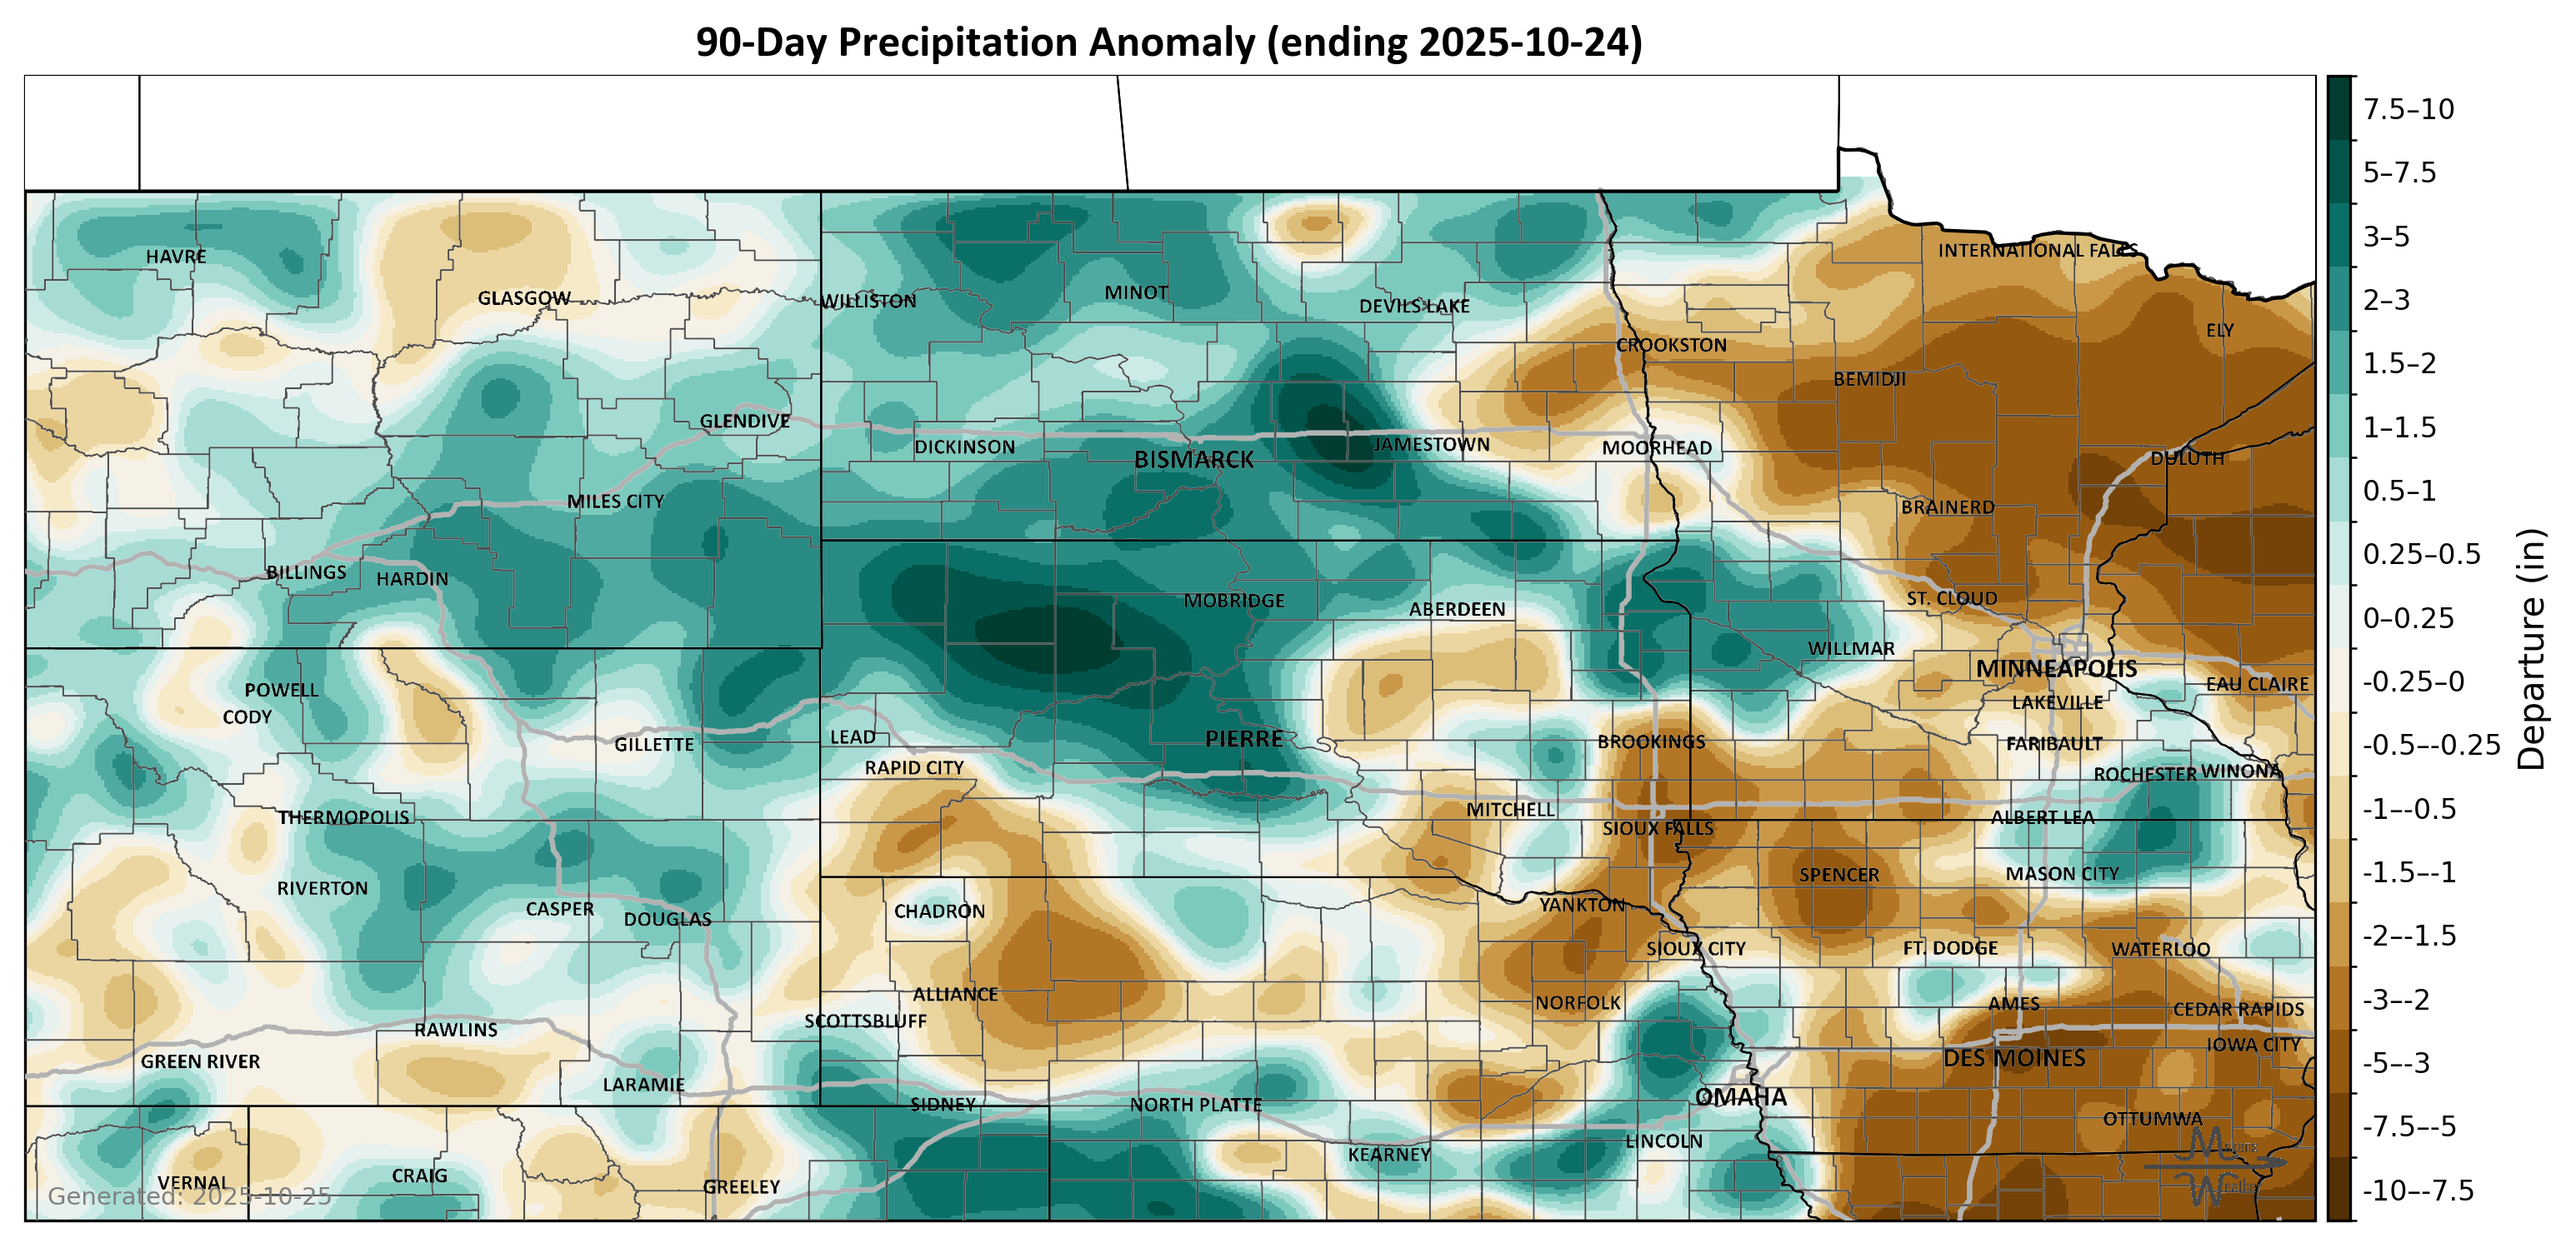 90-Day Precipitation Anomaly (ending 2025-10-24)
HAVRE
GLASGOW
WILLISTON
MINOT
DEVILS LAKE
INTERNATIONAL FALLS
ELY
CROOKSTON
BEMIDJI
GLENDIVE
DICKINSON
BISMARCK
JAMESTOWN
MOORHEAD
DULUTH
MILES CITY
BRAINERD
BILLINGS
HARDIN
MOBRIDGE
ABERDEEN
ST. CLOUD
WILLMAR
MINNEAPOLIS
POWELL
CODY
EAU CLAIRE
LAKEVILLE
GILLETTE
LEAD
PIERRE
BROOKINGS
FARIBAULT
RAPID CITY
ROCHESTER
WINONA
THERMOPOLIS
MITCHELL
SIOUX FALLS
ALBERT LEA
RIVERTON
CASPER
DOUGLAS
CHADRON
YANKTON
SPENCER
MASON CITY
SIOUX CITY
FT. DODGE
WATERLOO
ALLIANCE
NORFOLK
AMES
CEDAR RAPIDS
SCOTTSBLUFF
RAWLINS
GREEN RIVER
DES MOINES
IOWA CITY
LARAMIE
SIDNEY
NORTH PLATTE
OMAHA
OTTUMWA
LINCOLN
KEARNEY
VERNAL
CRAIG
GREELEY
Generated: 2025-10-25
7.5–10
5–7.5
3–5
2–3
1.5–2
1–1.5
0.5–1
0.25–0.5
0–0.25
-0.25–0
-0.5–-0.25
-1–-0.5
-1.5–-1
-2–-1.5
-3–-2
-5–-3
-7.5–-5
-10–-7.5
Departure (in)